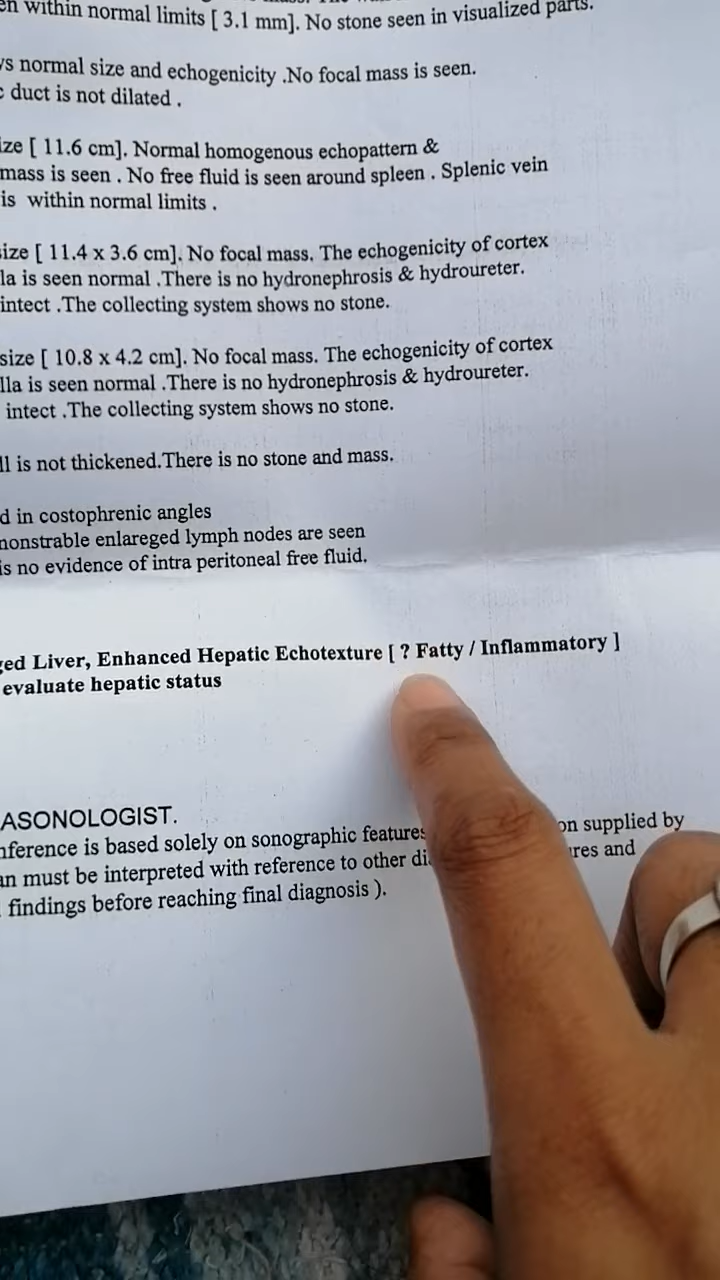 within normal limits [ 3.1 mm]. No stone seen in visualized parts.
normal size and echogenicity .No focal mass is seen.
duct is not dilated .
[ 11.6 cm]. Normal homogenous echopattern &
mass is seen . No free fluid is seen around spleen . Splenic vein
is within normal limits .
size [ 11.4 x 3.6 cm]. No focal mass. The echogenicity of cortex
la is seen normal .There is no hydronephrosis & hydroureter.
intect .The collecting system shows no stone.
size [ 10.8 x 4.2 cm]. No focal mass. The echogenicity of cortex
lla is seen normal .There is no hydronephrosis & hydroureter.
intect .The collecting system shows no stone.
ll is not thickened.There is no stone and mass.
d in costophrenic angles
monstrable enlareged lymph nodes are seen
is no evidence of intra peritoneal free fluid.
ged Liver, Enhanced Hepatic Echotexture [ ? Fatty / Inflammatory ]
evaluate hepatic status
ASONOLOGIST.
nference is based solely on sonographic features on supplied by
an must be interpreted with reference to other di ures and
findings before reaching final diagnosis ).